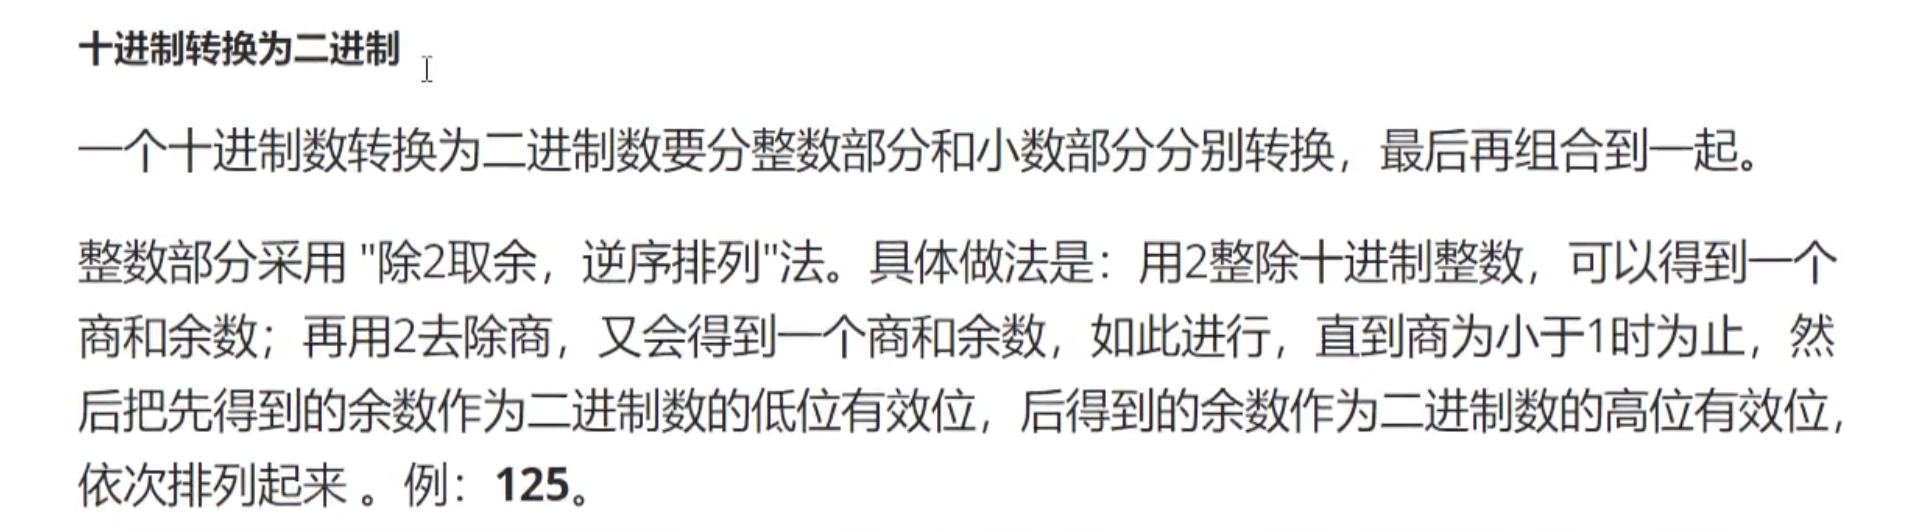 十进制转换为二进制
一个十进制数转换为二进制数要分整数部分和小数部分分别转换，最后再组合到一起。
整数部分采用 "除2取余，逆序排列"法。具体做法是：用2整除十进制整数，可以得到一个
商和余数；再用2去除商，又会得到一个商和余数，如此进行，直到商为小于1时为止，然
后把先得到的余数作为二进制数的低位有效位，后得到的余数作为二进制数的高位有效位，
依次排列起来 。例：125。